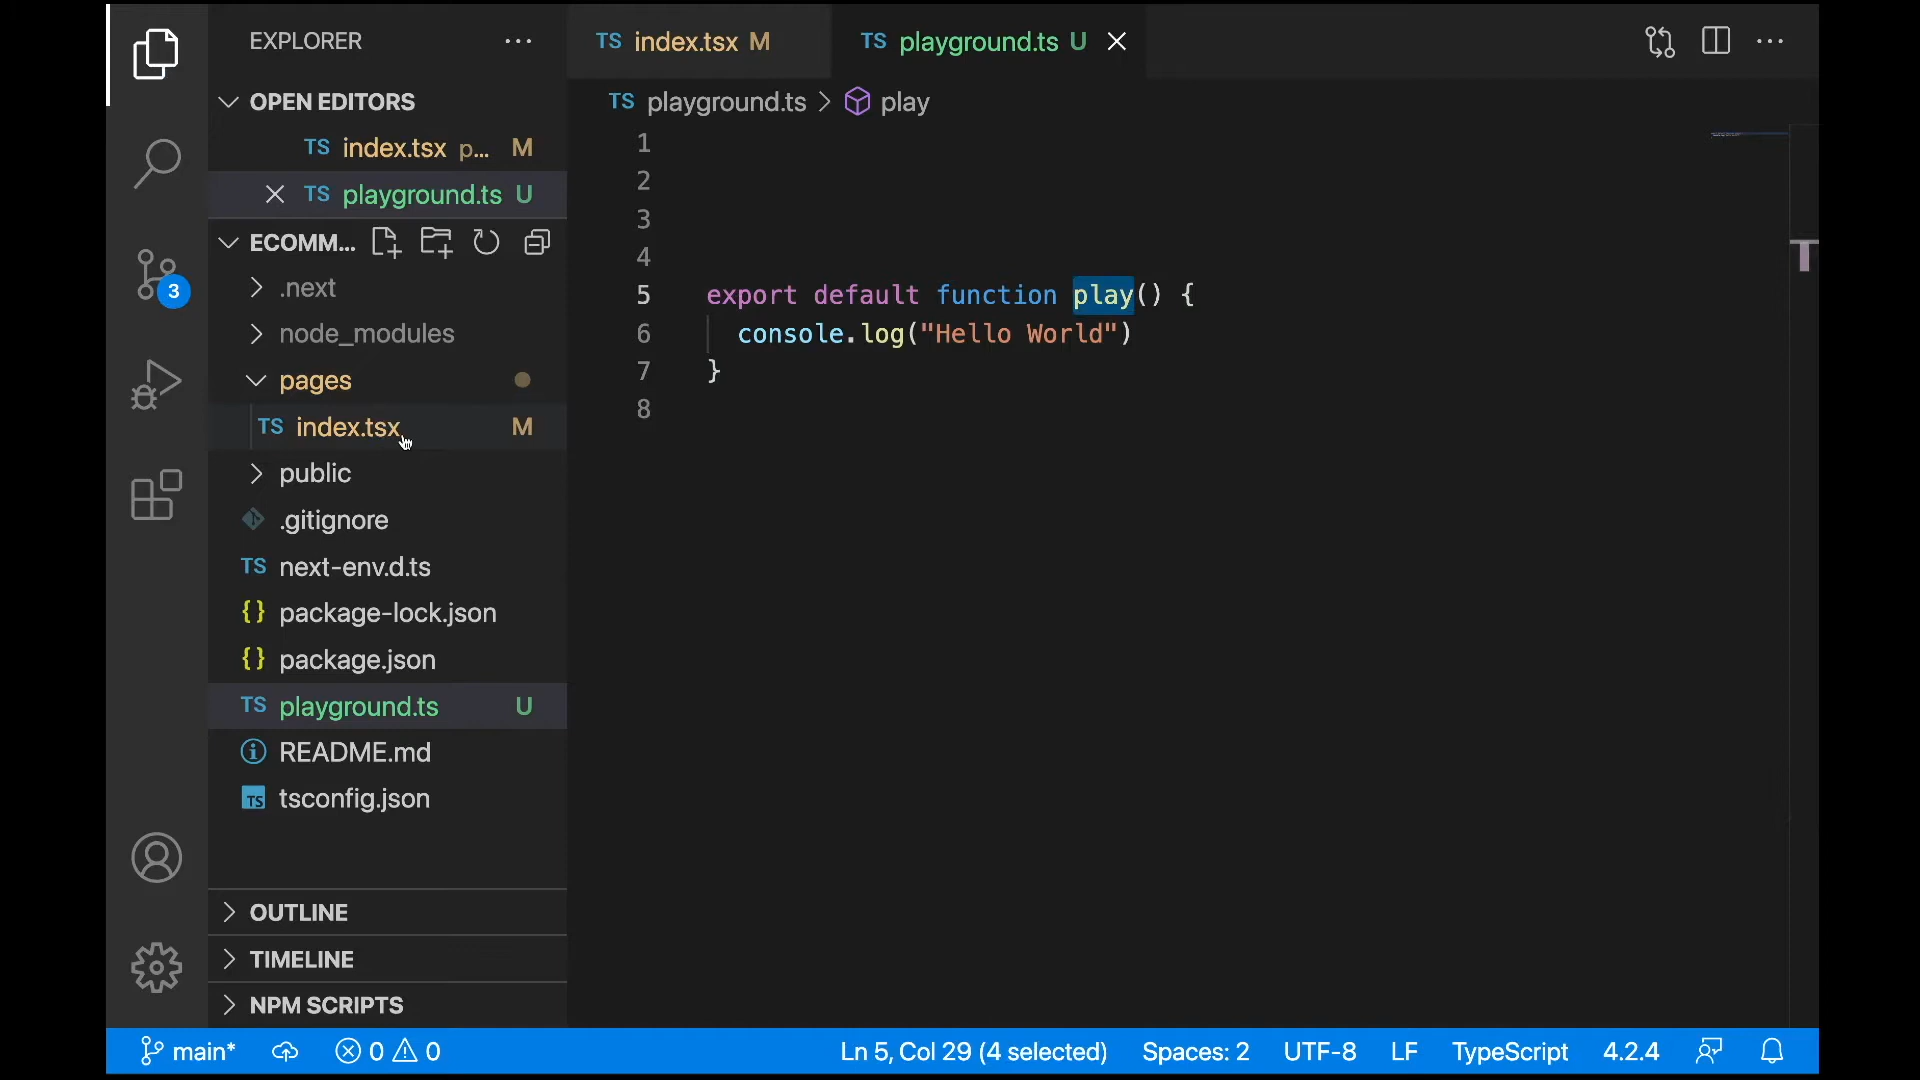 EXPLORER
OPEN EDITORS
TS index.tsx p... M
TS playground.ts U
ECOMM...
.next
node_modules
pages
TS index.tsx M
public
.gitignore
TS next-env.d.ts
{} package-lock.json
{} package.json
TS playground.ts U
README.md
TS tsconfig.json
OUTLINE
TIMELINE
NPM SCRIPTS
3
TS index.tsx M
TS playground.ts U
TS playground.ts > play
1
2
3
4
5 export default function play() {
6 console.log("Hello World")
7 }
8
main* 0 0 Ln 5, Col 29 (4 selected) Spaces: 2 UTF-8 LF TypeScript 4.2.4